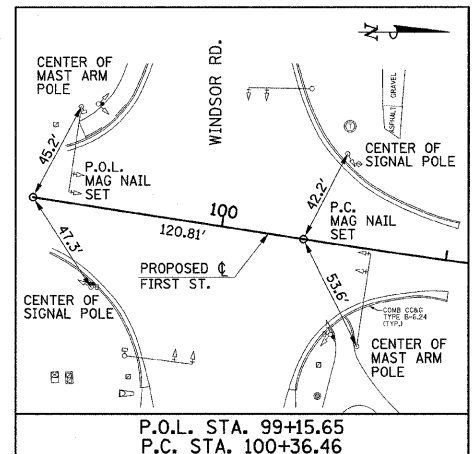 N
CENTER OF
MAST ARM
POLE
WINDSOR RD.
ASPHALT
GRAVEL
45.2'
P.O.L.
MAG NAIL
SET
CENTER OF
SIGNAL POLE
42.2'
100
P.C.
MAG NAIL
SET
120.81'
47.3'
PROPOSED ℄
FIRST ST.
53.6'
1
CENTER OF
SIGNAL POLE
COMB CC&G
TYPE B-6.24
(TYP.)
CENTER OF
MAST ARM
POLE
P.O.L. STA. 99+15.65
P.C. STA. 100+36.46